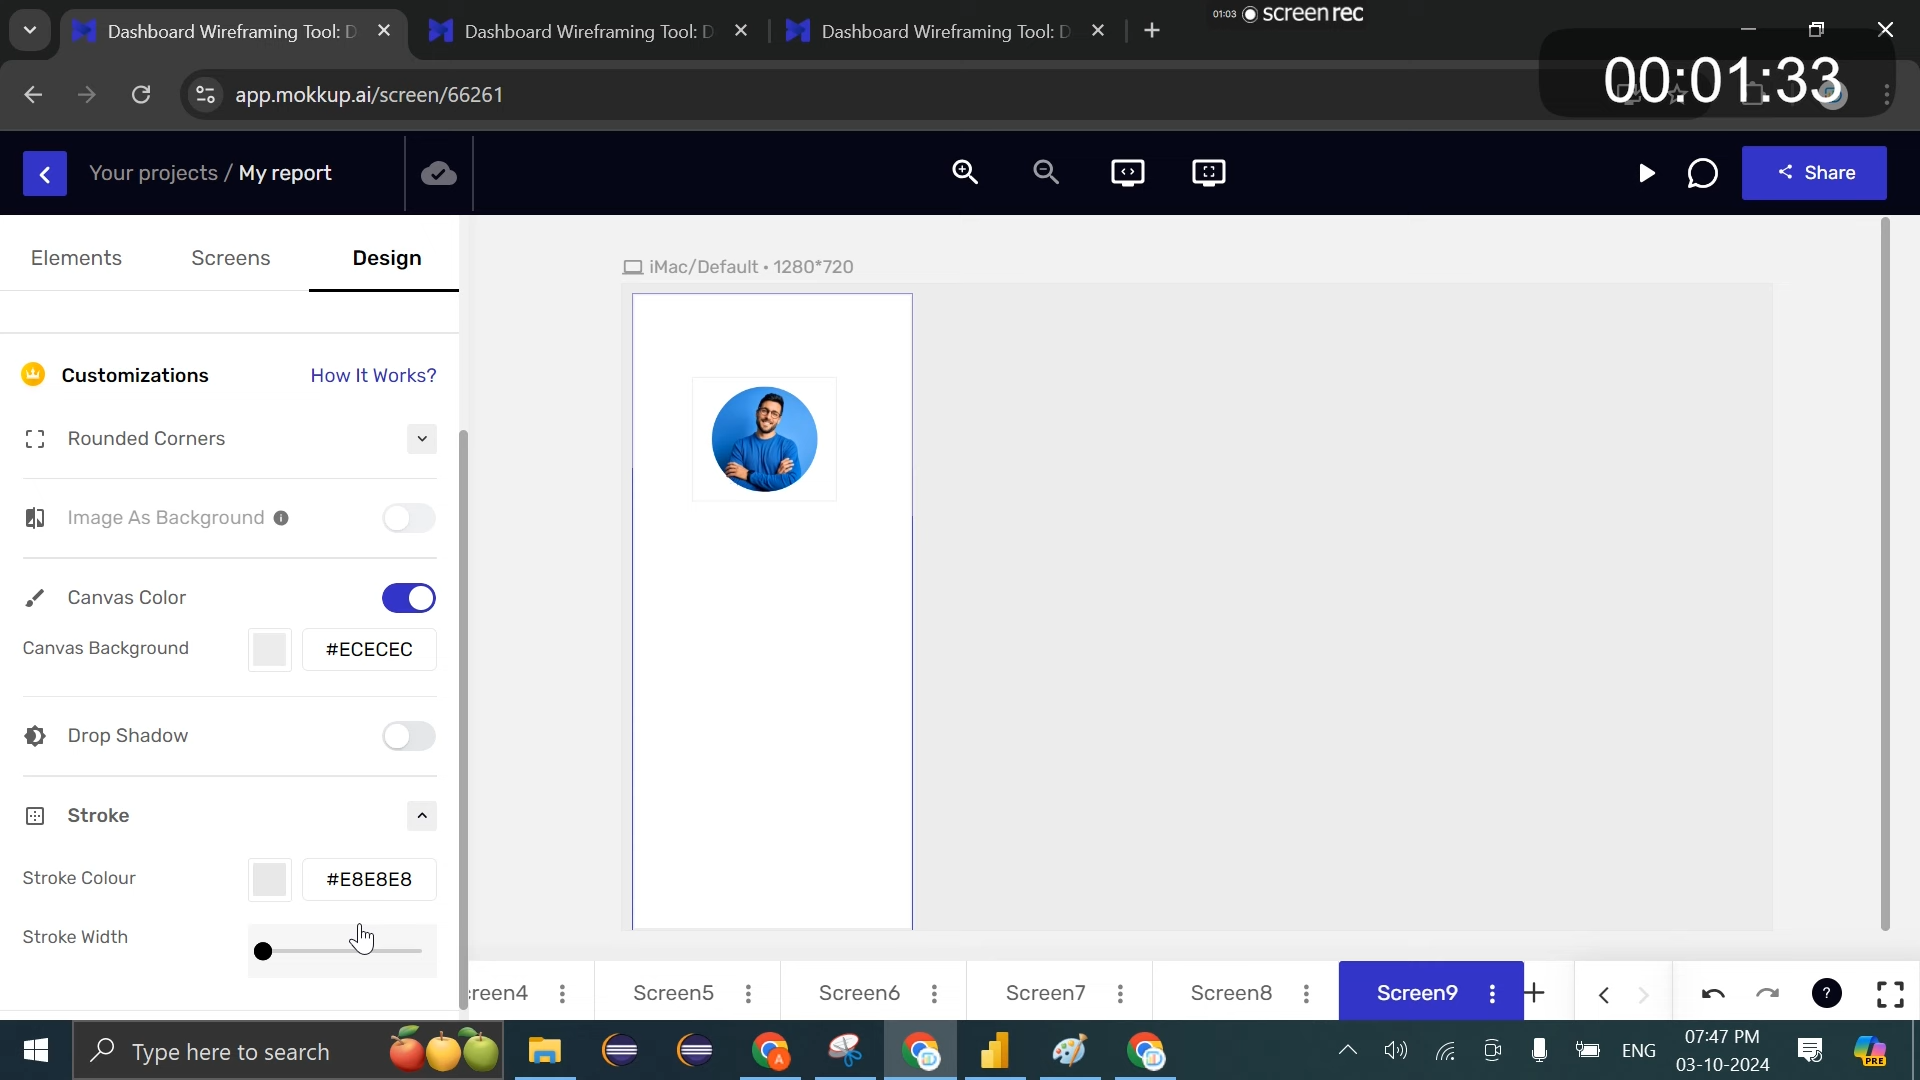 Dashboard Wireframing Tool: D
Dashboard Wireframing Tool: D
Dashboard Wireframing Tool: D
01:03 screenrec
00:01:33
app.mokkup.ai/screen/66261
Your projects / My report
Share
Elements
Screens
Design
iMac/Default • 1280*720
Customizations
How It Works?
Rounded Corners
Image As Background
Canvas Color
Canvas Background
#ECECEC
Drop Shadow
Stroke
Stroke Colour
#E8E8E8
Stroke Width
reen4
Screen5
Screen6
Screen7
Screen8
Screen9
?
Type here to search
ENG
07:47 PM
03-10-2024
PRE